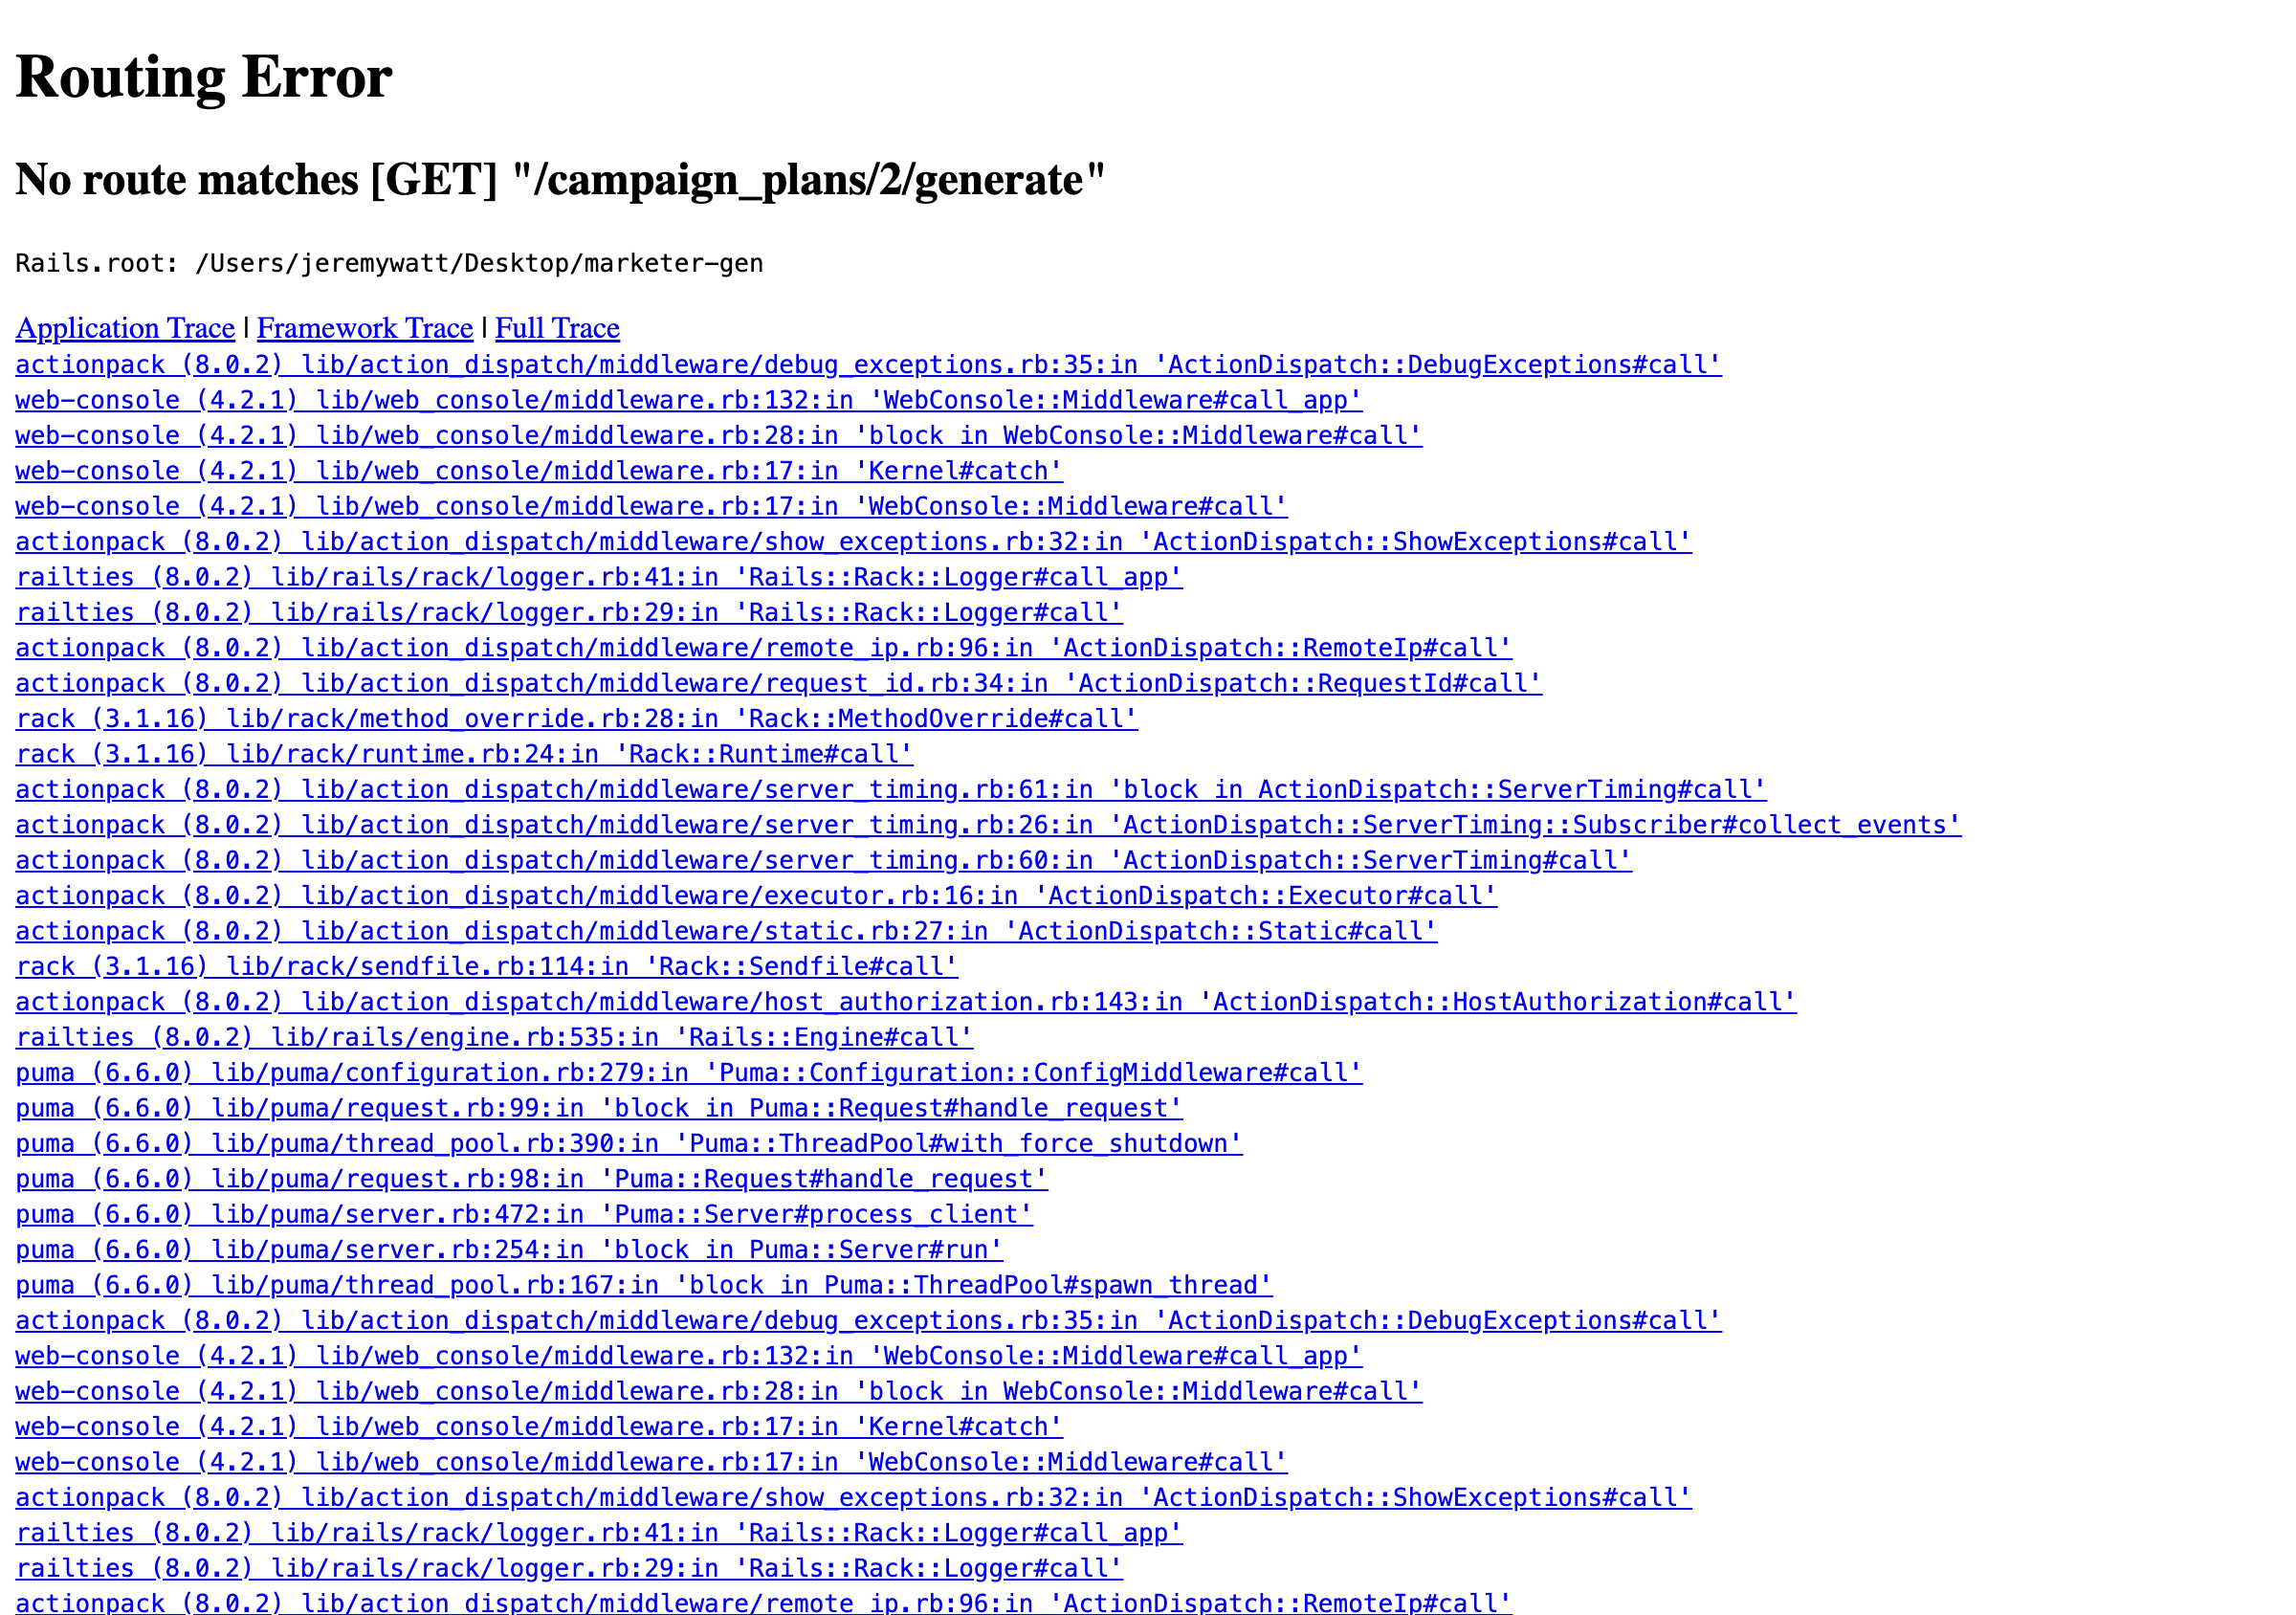 Routing Error
No route matches [GET] "/campaign_plans/2/generate"
Rails.root: /Users/jeremywatt/Desktop/marketer-gen
Application Trace | Framework Trace | Full Trace
actionpack (8.0.2) lib/action_dispatch/middleware/debug_exceptions.rb:35:in 'ActionDispatch::DebugExceptions#call'
web-console (4.2.1) lib/web_console/middleware.rb:132:in 'WebConsole::Middleware#call_app'
web-console (4.2.1) lib/web_console/middleware.rb:28:in 'block in WebConsole::Middleware#call'
web-console (4.2.1) lib/web_console/middleware.rb:17:in 'Kernel#catch'
web-console (4.2.1) lib/web_console/middleware.rb:17:in 'WebConsole::Middleware#call'
actionpack (8.0.2) lib/action_dispatch/middleware/show_exceptions.rb:32:in 'ActionDispatch::ShowExceptions#call'
railties (8.0.2) lib/rails/rack/logger.rb:41:in 'Rails::Rack::Logger#call_app'
railties (8.0.2) lib/rails/rack/logger.rb:29:in 'Rails::Rack::Logger#call'
actionpack (8.0.2) lib/action_dispatch/middleware/remote_ip.rb:96:in 'ActionDispatch::RemoteIp#call'
actionpack (8.0.2) lib/action_dispatch/middleware/request_id.rb:34:in 'ActionDispatch::RequestId#call'
rack (3.1.16) lib/rack/method_override.rb:28:in 'Rack::MethodOverride#call'
rack (3.1.16) lib/rack/runtime.rb:24:in 'Rack::Runtime#call'
actionpack (8.0.2) lib/action_dispatch/middleware/server_timing.rb:61:in 'block in ActionDispatch::ServerTiming#call'
actionpack (8.0.2) lib/action_dispatch/middleware/server_timing.rb:26:in 'ActionDispatch::ServerTiming::Subscriber#collect_events'
actionpack (8.0.2) lib/action_dispatch/middleware/server_timing.rb:60:in 'ActionDispatch::ServerTiming#call'
actionpack (8.0.2) lib/action_dispatch/middleware/executor.rb:16:in 'ActionDispatch::Executor#call'
actionpack (8.0.2) lib/action_dispatch/middleware/static.rb:27:in 'ActionDispatch::Static#call'
rack (3.1.16) lib/rack/sendfile.rb:114:in 'Rack::Sendfile#call'
actionpack (8.0.2) lib/action_dispatch/middleware/host_authorization.rb:143:in 'ActionDispatch::HostAuthorization#call'
railties (8.0.2) lib/rails/engine.rb:535:in 'Rails::Engine#call'
puma (6.6.0) lib/puma/configuration.rb:279:in 'Puma::Configuration::ConfigMiddleware#call'
puma (6.6.0) lib/puma/request.rb:99:in 'block in Puma::Request#handle_request'
puma (6.6.0) lib/puma/thread_pool.rb:390:in 'Puma::ThreadPool#with_force_shutdown'
puma (6.6.0) lib/puma/request.rb:98:in 'Puma::Request#handle_request'
puma (6.6.0) lib/puma/server.rb:472:in 'Puma::Server#process_client'
puma (6.6.0) lib/puma/server.rb:254:in 'block in Puma::Server#run'
puma (6.6.0) lib/puma/thread_pool.rb:167:in 'block in Puma::ThreadPool#spawn_thread'
actionpack (8.0.2) lib/action_dispatch/middleware/debug_exceptions.rb:35:in 'ActionDispatch::DebugExceptions#call'
web-console (4.2.1) lib/web_console/middleware.rb:132:in 'WebConsole::Middleware#call_app'
web-console (4.2.1) lib/web_console/middleware.rb:28:in 'block in WebConsole::Middleware#call'
web-console (4.2.1) lib/web_console/middleware.rb:17:in 'Kernel#catch'
web-console (4.2.1) lib/web_console/middleware.rb:17:in 'WebConsole::Middleware#call'
actionpack (8.0.2) lib/action_dispatch/middleware/show_exceptions.rb:32:in 'ActionDispatch::ShowExceptions#call'
railties (8.0.2) lib/rails/rack/logger.rb:41:in 'Rails::Rack::Logger#call_app'
railties (8.0.2) lib/rails/rack/logger.rb:29:in 'Rails::Rack::Logger#call'
actionpack (8.0.2) lib/action_dispatch/middleware/remote_ip.rb:96:in 'ActionDispatch::RemoteIp#call'